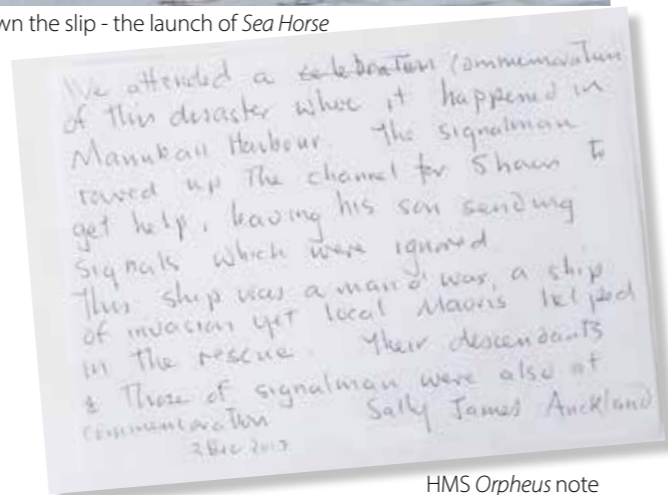 wn the slip - the launch of Sea Horse
We attended a celebration commemoration
of this disaster where it happened in
Manukau Harbour. The signalman
rowed up the channel for 5 hours to
get help, leaving his son sending
signals which were ignored
This ship was a man o' war, a ship
of invasion yet local Maoris helped
in the rescue. Their descendants
& those of signalman were also at
commemoration Sally James Auckland
HMS Orpheus note